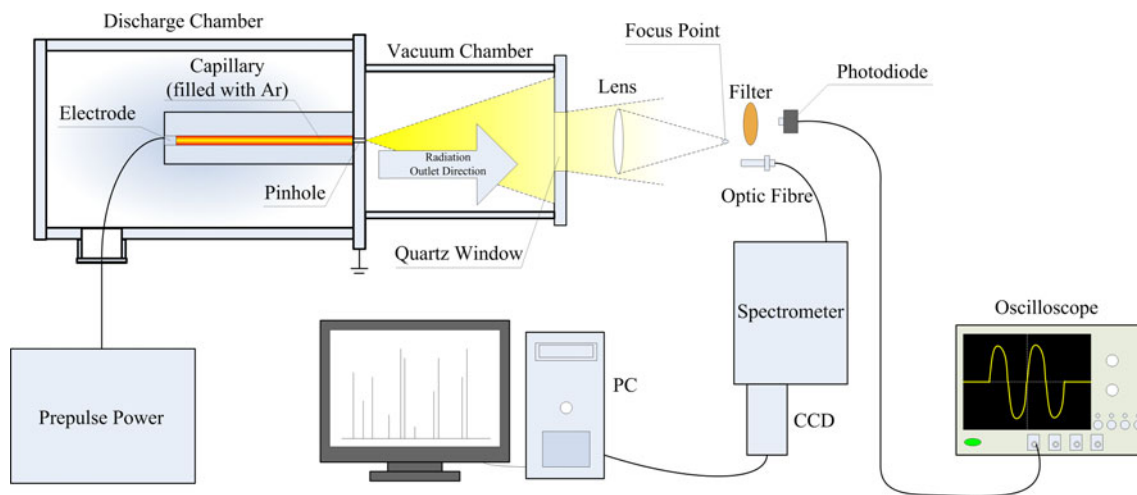 Discharge Chamber
Vacuum Chamber
Focus Point
Photodiode
Capillary
(filled with Ar)
Lens
Filter
Electrode
Radiation
Outlet Direction
Pinhole
Optic Fibre
Quartz Window
Spectrometer
Oscilloscope
Prepulse Power
PC
CCD